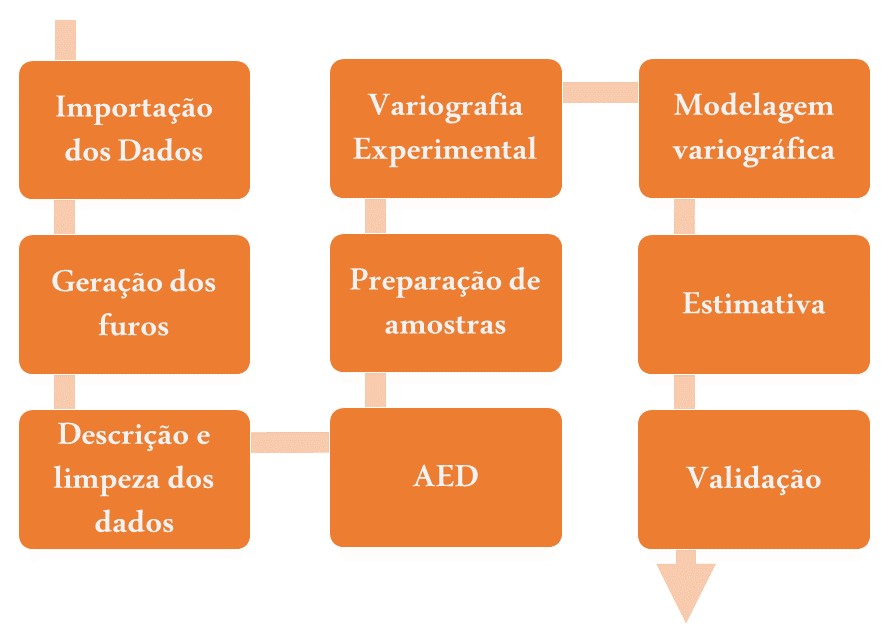 Importação
dos Dados
Geração dos
furos
Descrição e
limpeza dos
dados
AED
Preparação de
amostras
Variografia
Experimental
Modelagem
variográfica
Estimativa
Validação